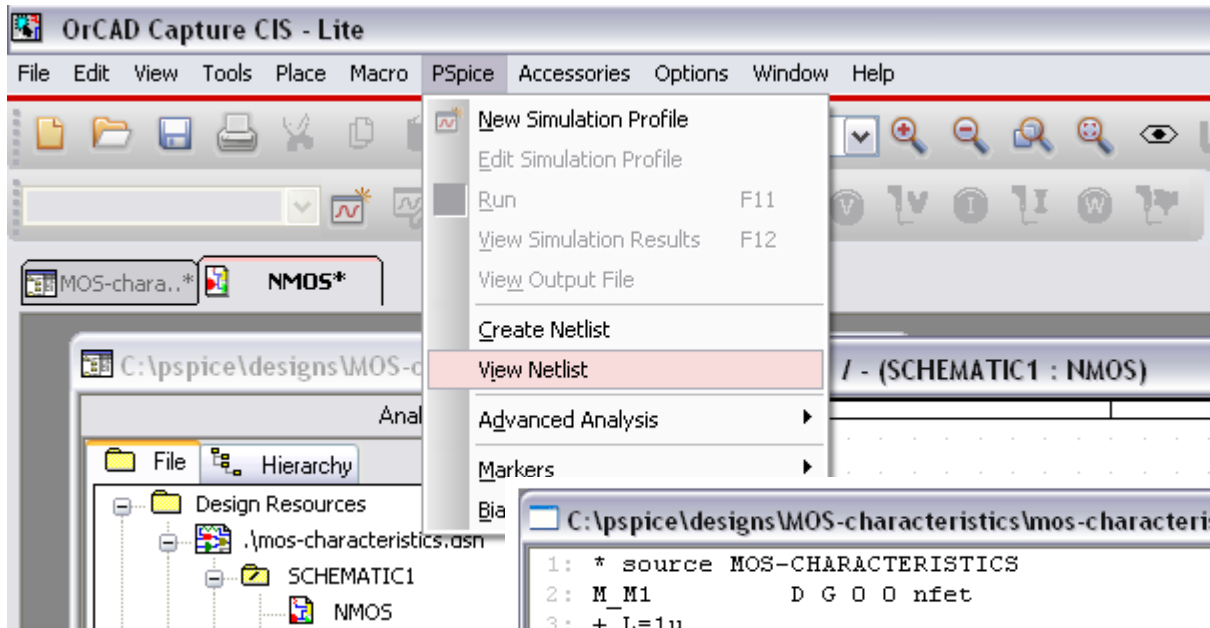 OrCAD Capture CIS - Lite
File Edit View Tools Place Macro PSpice Accessories Options Window Help
New Simulation Profile
Edit Simulation Profile
Run F11
View Simulation Results F12
View Output File
Create Netlist
View Netlist
Advanced Analysis
Markers
Bia
V V I I W
MOS-chara..* NMOS*
C:\pspice\designs\MOS-c
/ - (SCHEMATIC1 : NMOS)
Anal
File Hierarchy
Design Resources
.\mos-characteristics.dsn
SCHEMATIC1
NMOS
C:\pspice\designs\MOS-characteristics\mos-characteris
1: * source MOS-CHARACTERISTICS
2: M_M1 D G 0 0 nfet
3: + L=1u